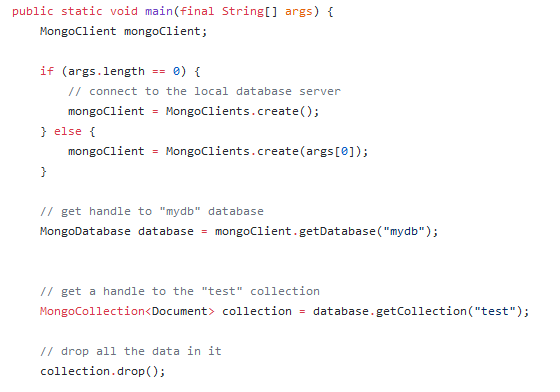 public static void main(final String[] args) {
    MongoClient mongoClient;
    if (args.length == 0) {
        // connect to the local database server
        mongoClient = MongoClients.create();
    } else {
        mongoClient = MongoClients.create(args[0]);
    }
    // get handle to "mydb" database
    MongoDatabase database = mongoClient.getDatabase("mydb");
    // get a handle to the "test" collection
    MongoCollection<Document> collection = database.getCollection("test");
    // drop all the data in it
    collection.drop();